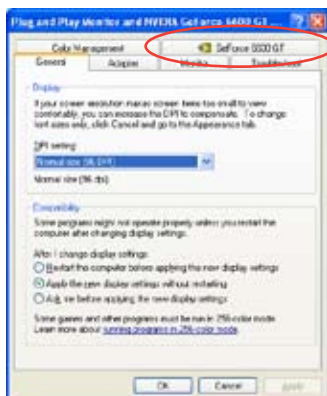 Plug and Play Monitor and NVIDIA GeForce 6600 GT ...
Color Management
GeForce 6600 GT
General
Adapter
Monitor
Troubleshoot
Display
If your screen resolution makes screen items too small to view
comfortably, you can increase the DPI to compensate. To change
font sizes only, click Cancel and go to the Appearance tab.
DPI setting:
Normal size (96 DPI)
Normal size (96 dpi)
Compatibility
Some programs might not operate properly unless you restart the
computer after changing display settings.
After I change display settings:
Restart the computer before applying the new display settings
Apply the new display settings without restarting
Ask me before applying the new display settings
Some games and other programs must be run in 256-color mode.
Learn more about running programs in 256-color mode.
OK
Cancel
Apply